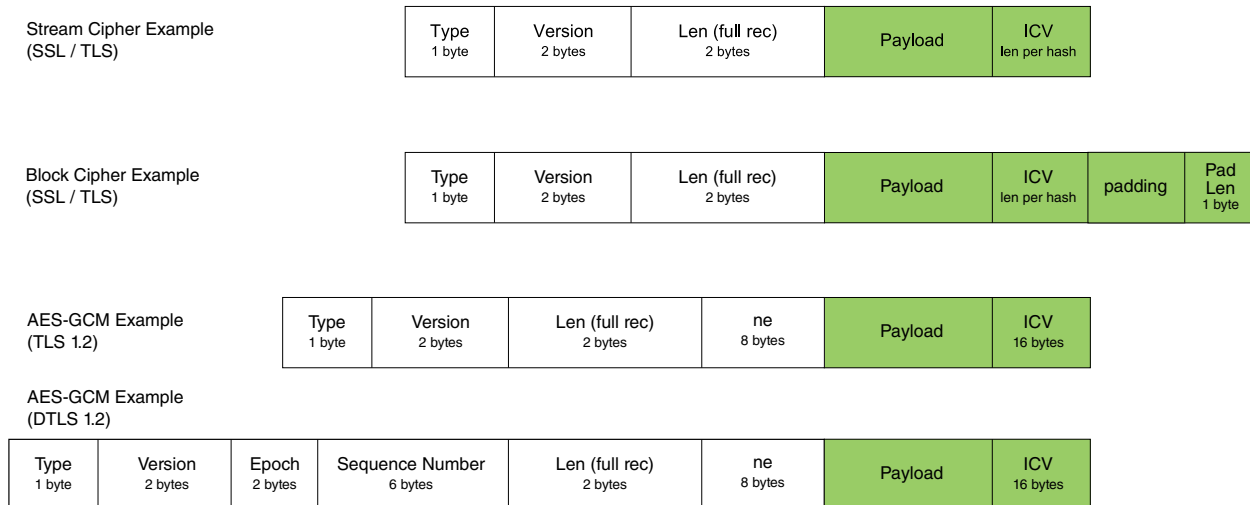 Stream Cipher Example
(SSL / TLS)
Type
1 byte
Version
2 bytes
Len (full rec)
2 bytes
Payload
ICV
len per hash
Block Cipher Example
(SSL / TLS)
Type
1 byte
Version
2 bytes
Len (full rec)
2 bytes
Payload
ICV
len per hash
padding
Pad
Len
1 byte
AES-GCM Example
(TLS 1.2)
Type
1 byte
Version
2 bytes
Len (full rec)
2 bytes
ne
8 bytes
Payload
ICV
16 bytes
AES-GCM Example
(DTLS 1.2)
Type
1 byte
Version
2 bytes
Epoch
2 bytes
Sequence Number
6 bytes
Len (full rec)
2 bytes
ne
8 bytes
Payload
ICV
16 bytes